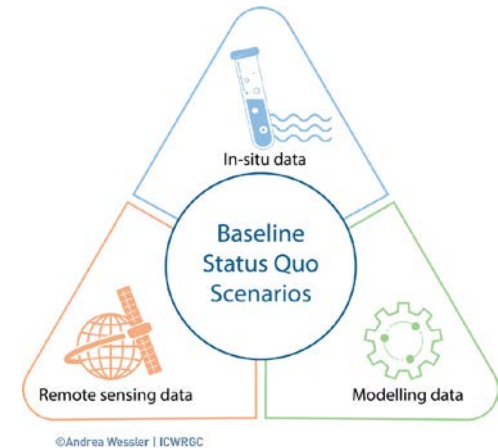 In-situ data
Baseline
Status Quo
Scenarios
Remote sensing data
Modelling data
©Andrea Wessler | ICWRGC